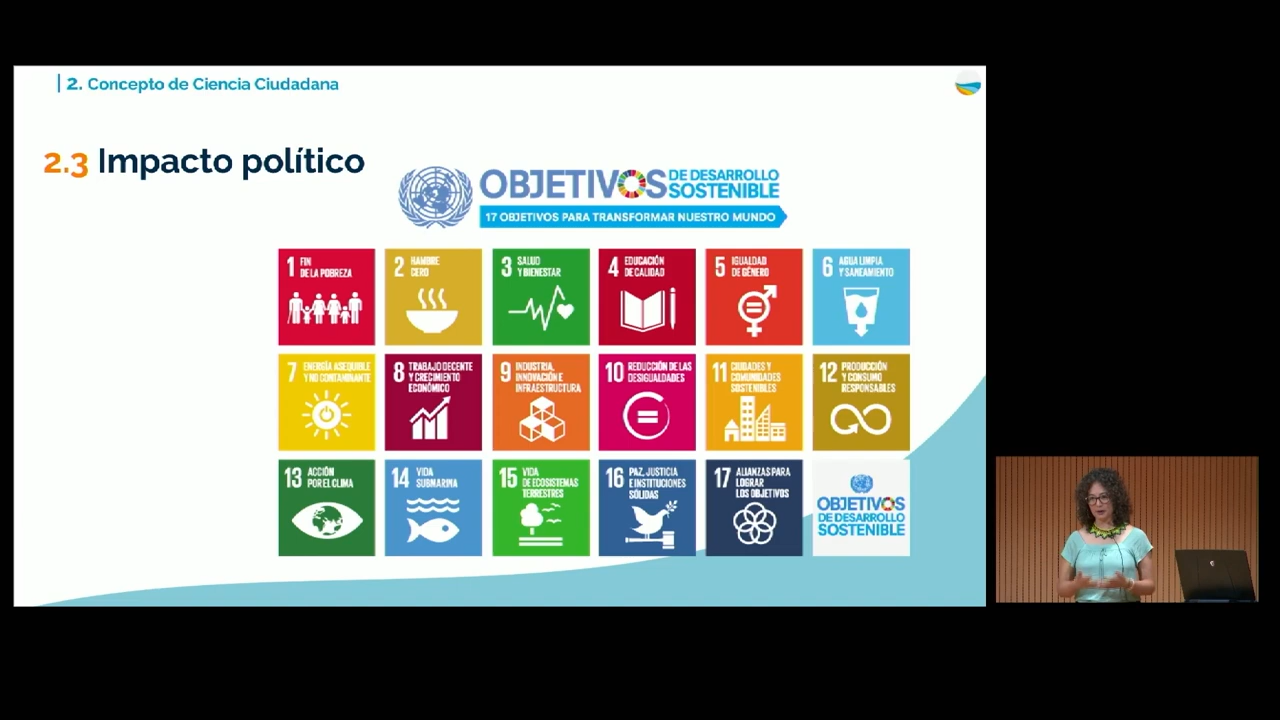 | 2. Concepto de Ciencia Ciudadana
2.3 Impacto político
OBJETIVOS
DE DESARROLLO
SOSTENIBLE
17 OBJETIVOS PARA TRANSFORMAR NUESTRO MUNDO
1 FIN
DE LA POBREZA
2 HAMBRE
CERO
3 SALUD
Y BIENESTAR
4 EDUCACIÓN
DE CALIDAD
5 IGUALDAD
DE GÉNERO
6 AGUA LIMPIA
Y SANEAMIENTO
7 ENERGÍA ASEQUIBLE
Y NO CONTAMINANTE
8 TRABAJO DECENTE
Y CRECIMIENTO
ECONÓMICO
9 INDUSTRIA,
INNOVACIÓN E
INFRAESTRUCTURA
10 REDUCCIÓN DE LAS
DESIGUALDADES
11 CIUDADES Y
COMUNIDADES
SOSTENIBLES
12 PRODUCCIÓN
Y CONSUMO
RESPONSABLES
13 ACCIÓN
POR EL CLIMA
14 VIDA
SUBMARINA
15 VIDA
DE ECOSISTEMAS
TERRESTRES
16 PAZ, JUSTICIA
E INSTITUCIONES
SÓLIDAS
17 ALIANZAS PARA
LOGRAR
LOS OBJETIVOS
OBJETIVOS
DE DESARROLLO
SOSTENIBLE